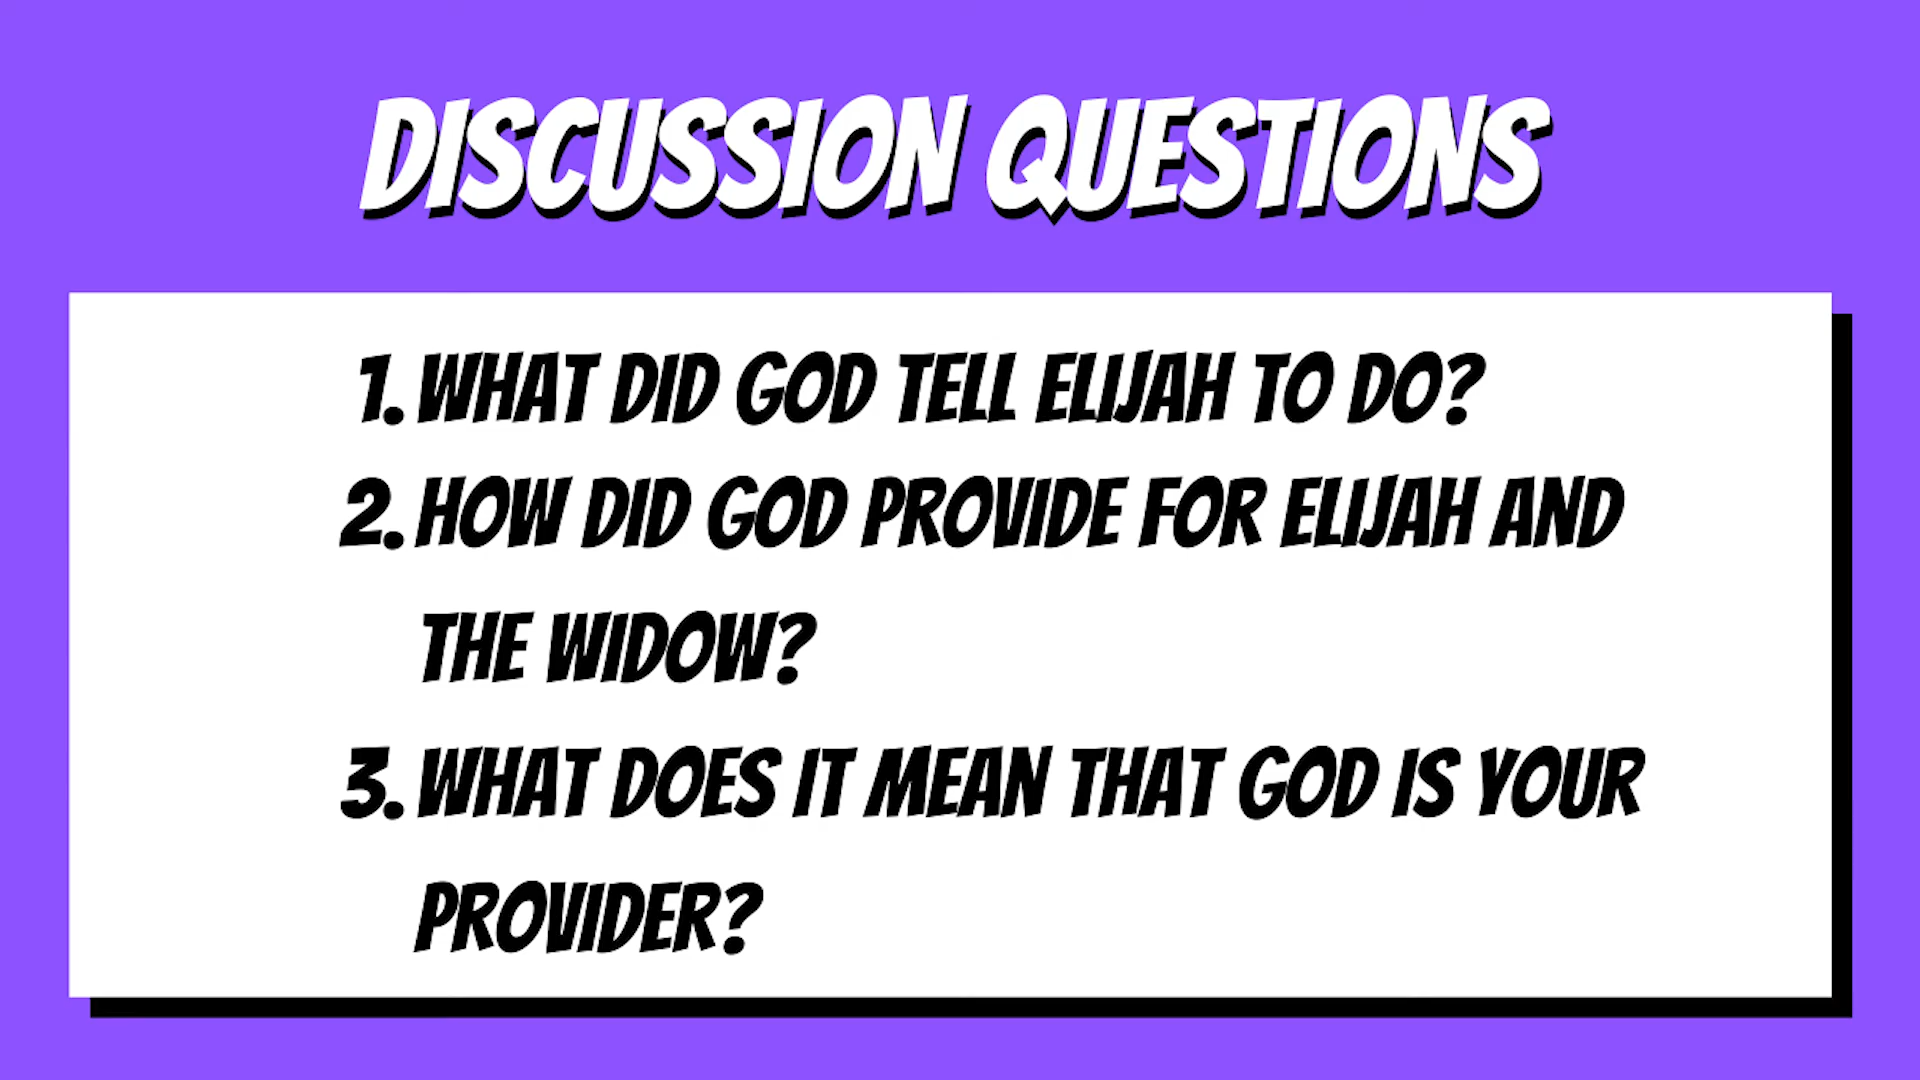 DISCUSSION QUESTIONS
1. WHAT DID GOD TELL ELIJAH TO DO?
2. HOW DID GOD PROVIDE FOR ELIJAH AND
THE WIDOW?
3. WHAT DOES IT MEAN THAT GOD IS YOUR
PROVIDER?